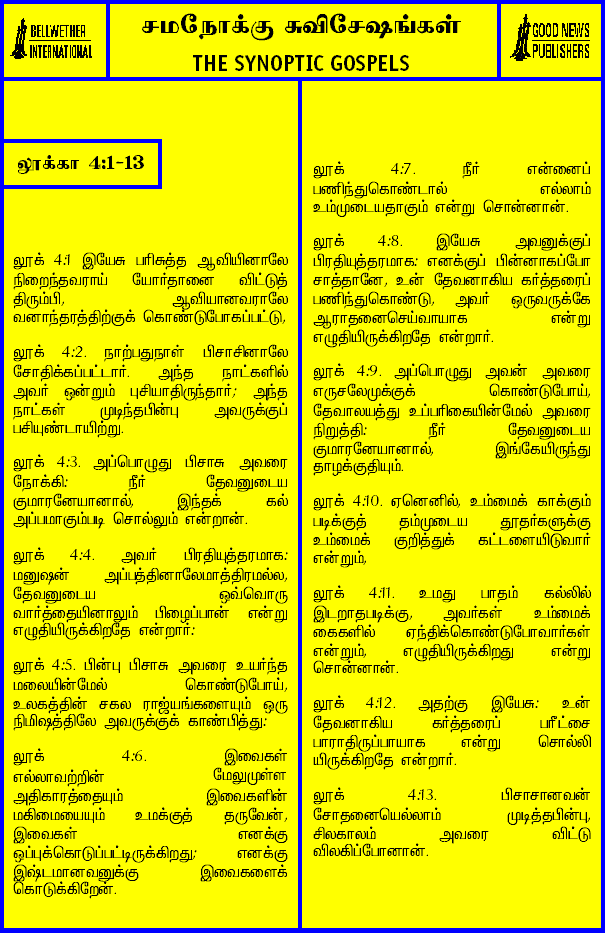 BELLWETHER
INTERNATIONAL
சமநோக்கு சுவிசேஷங்கள்
THE SYNOPTIC GOSPELS
GOOD NEWS
PUBLISHERS
லூக்கா 4:1-13
லூக் 4:1 இயேசு பரிசுத்த ஆவியினாலே
நிறைந்தவராய் யோர்தானை விட்டுத்
திரும்பி, ஆவியானவராலே
வனாந்தரத்திற்குக் கொண்டுபோகப்பட்டு,
லூக் 4:2. நாற்பதுநாள் பிசாசினாலே
சோதிக்கப்பட்டார். அந்த நாட்களில்
அவர் ஒன்றும் புசியாதிருந்தார்; அந்த
நாட்கள் முடிந்தபின்பு அவருக்குப்
பசியுண்டாயிற்று.
லூக் 4:3. அப்பொழுது பிசாசு அவரை
நோக்கி: நீர் தேவனுடைய
குமாரனேயானால், இந்தக் கல்
அப்பமாகும்படி சொல்லும் என்றான்.
லூக் 4:4. அவர் பிரதியுத்தரமாக:
மனுஷன் அப்பத்தினாலேமாத்திரமல்ல,
தேவனுடைய ஒவ்வொரு
வார்த்தையினாலும் பிழைப்பான் என்று
எழுதியிருக்கிறதே என்றார்:
லூக் 4:5. பின்பு பிசாசு அவரை உயர்ந்த
மலையின்மேல் கொண்டுபோய்,
உலகத்தின் சகல ராஜ்யங்களையும் ஒரு
நிமிஷத்திலே அவருக்குக் காண்பித்து:
லூக் 4:6. இவைகள்
எல்லாவற்றின் மேலுமுள்ள
அதிகாரத்தையும் இவைகளின்
மகிமையையும் உமக்குத் தருவேன்,
இவைகள் எனக்கு
ஒப்புக்கொடுப்பட்டிருக்கிறது; எனக்கு
இஷ்டமானவனுக்கு இவைகளைக்
கொடுக்கிறேன்.
லூக் 4:7. நீர் என்னைப்
பணிந்துகொண்டால் எல்லாம்
உம்முடையதாகும் என்று சொன்னான்.
லூக் 4:8. இயேசு அவனுக்குப்
பிரதியுத்தரமாக: எனக்குப் பின்னாகப்போ
சாத்தானே, உன் தேவனாகிய கர்த்தரைப்
பணிந்துகொண்டு, அவர் ஒருவருக்கே
ஆராதனைசெய்வாயாக என்று
எழுதியிருக்கிறதே என்றார்.
லூக் 4:9. அப்பொழுது அவன் அவரை
எருசலேமுக்குக் கொண்டுபோய்,
தேவாலயத்து உப்பரிகையின்மேல் அவரை
நிறுத்தி: நீர் தேவனுடைய
குமாரனேயானால், இங்கேயிருந்து
தாழக்குதியும்.
லூக் 4:10. ஏனெனில், உம்மைக் காக்கும்
படிக்குத் தம்முடைய தூதர்களுக்கு
உம்மைக் குறித்துக் கட்டளையிடுவார்
என்றும்,
லூக் 4:11. உமது பாதம் கல்லில்
இடறாதபடிக்கு, அவர்கள் உம்மைக்
கைகளில் ஏந்திக்கொண்டுபோவார்கள்
என்றும், எழுதியிருக்கிறது என்று
சொன்னான்.
லூக் 4:12. அதற்கு இயேசு: உன்
தேவனாகிய கர்த்தரைப் பரீட்சை
பாராதிருப்பாயாக என்று சொல்லி
யிருக்கிறதே என்றார்.
லூக் 4:13. பிசாசானவன்
சோதனையெல்லாம் முடித்தபின்பு,
சிலகாலம் அவரை விட்டு
விலகிப்போனான்.